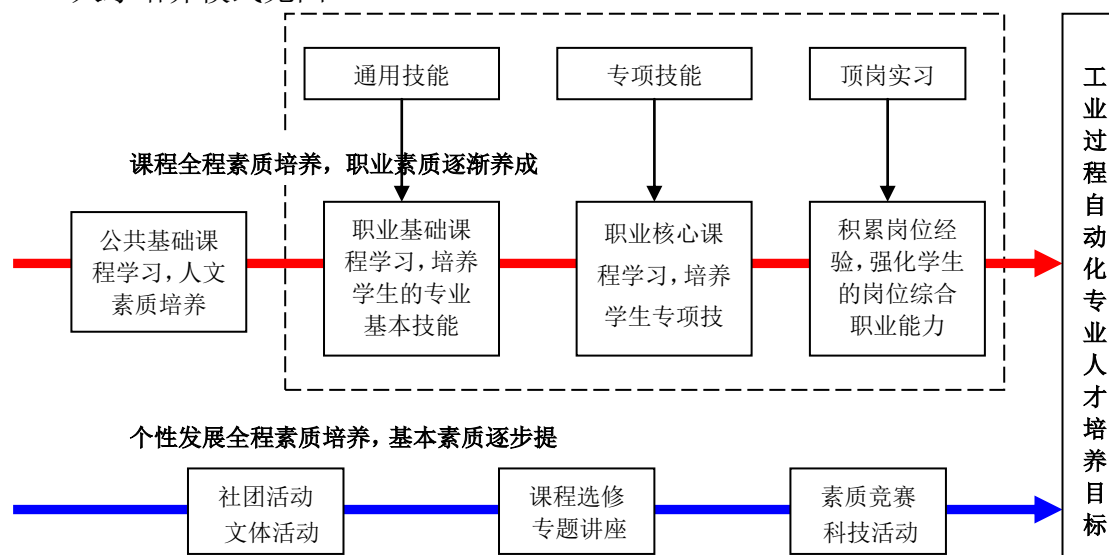 通用技能
专项技能
顶岗实习
课程全程素质培养，职业素质逐渐养成
公共基础课
程学习，人文
素质培养
职业基础课
程学习，培养
学生的专业
基本技能
职业核心课
程学习，培养
学生专项技
积累岗位经
验，强化学生
的岗位综合
职业能力
个性发展全程素质培养，基本素质逐步提
社团活动
文体活动
课程选修
专题讲座
素质竞赛
科技活动
工业过程自动化专业人才培养目标